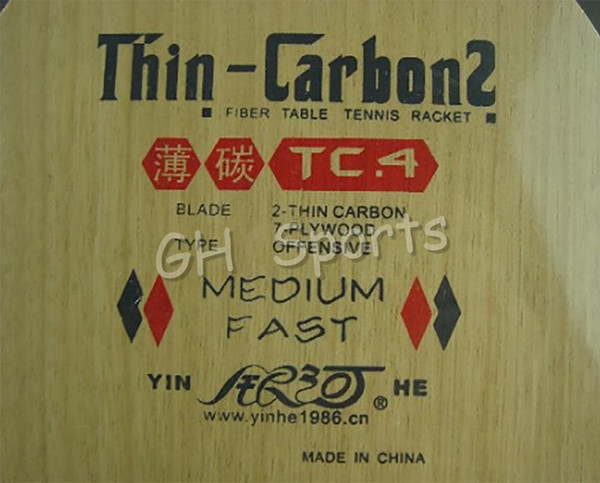 Thin-Carbon2
■ FIBER TABLE TENNIS RACKET ■
薄碳 TC.4
BLADE 2-THIN CARBON
7-PLYWOOD
TYPE OFFENSIVE
GH Sports
MEDIUM
FAST
YIN HE ®
www.yinhe1986.cn
MADE IN CHINA